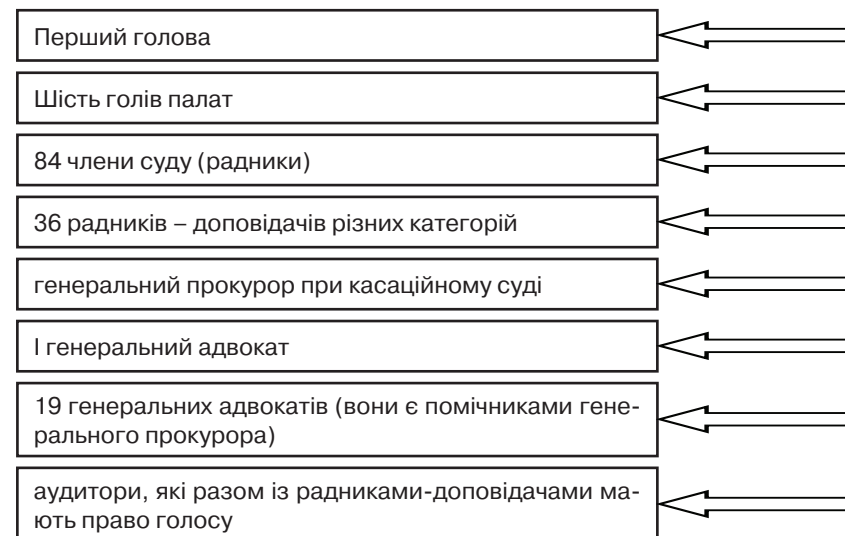 Перший голова
Шість голів палат
84 члени суду (радники)
36 радників – доповідачів різних категорій
генеральний прокурор при касаційному суді
І генеральний адвокат
19 генеральних адвокатів (вони є помічниками гене-
рального прокурора)
аудитори, які разом із радниками-доповідачами ма-
ють право голосу